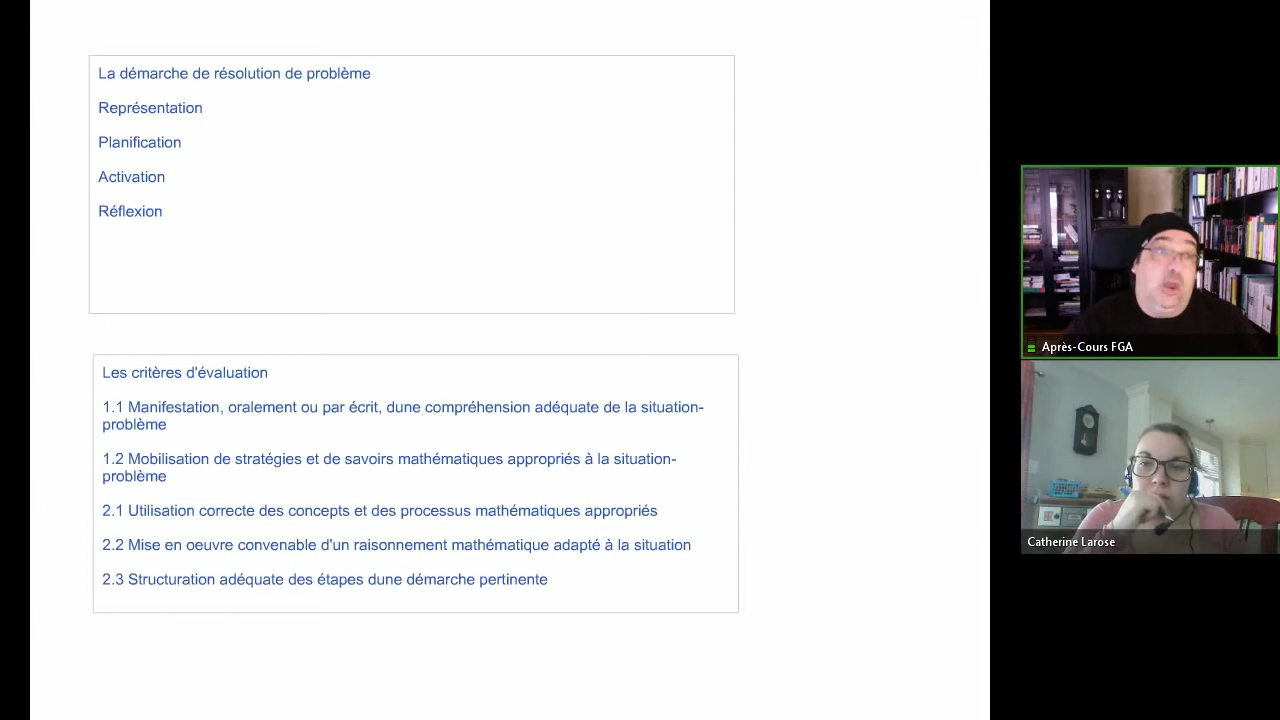 La démarche de résolution de problème
Représentation
Planification
Activation
Réflexion
Les critères d'évaluation
1.1 Manifestation, oralement ou par écrit, dune compréhension adéquate de la situation-
problème
1.2 Mobilisation de stratégies et de savoirs mathématiques appropriés à la situation-
problème
2.1 Utilisation correcte des concepts et des processus mathématiques appropriés
2.2 Mise en oeuvre convenable d'un raisonnement mathématique adapté à la situation
2.3 Structuration adéquate des étapes dune démarche pertinente
Après-Cours FGA
Catherine Larose